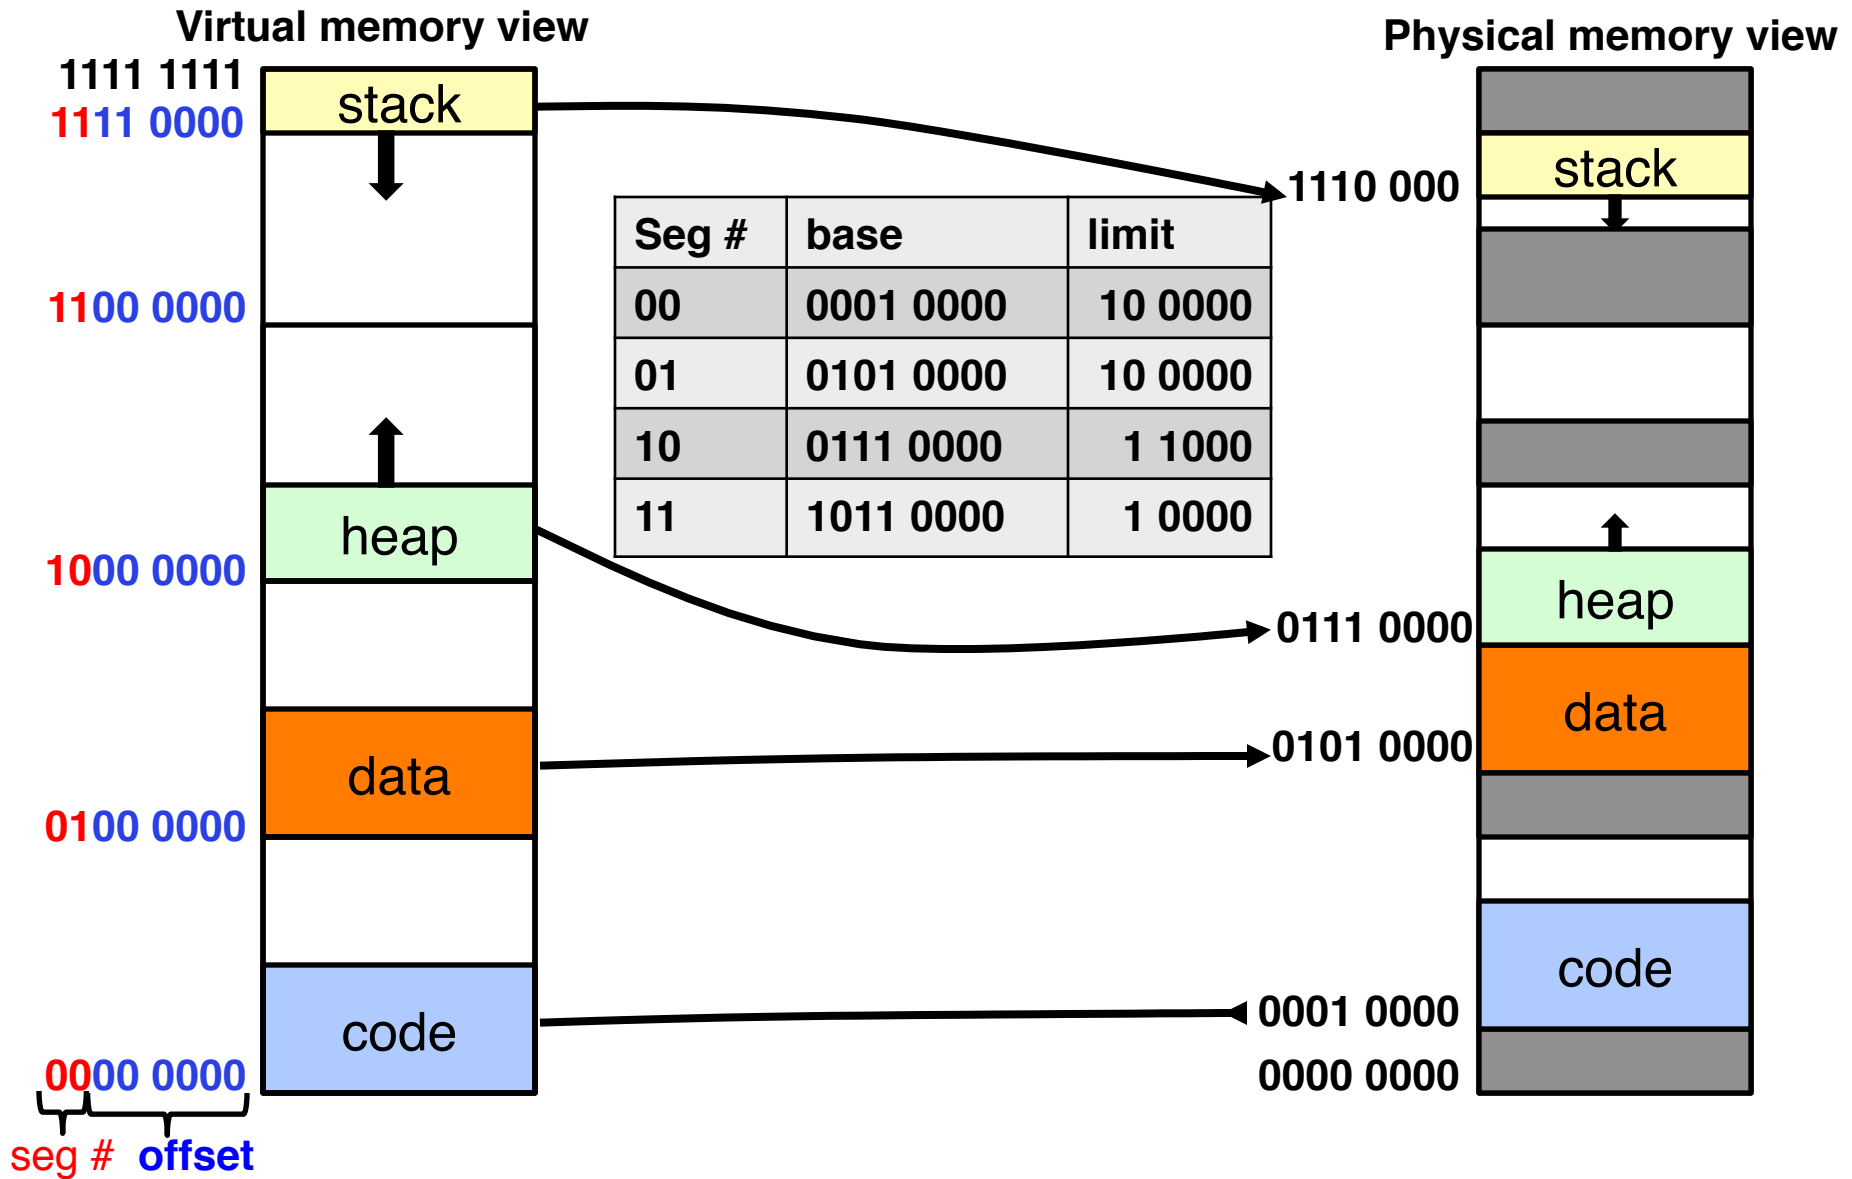 Virtual memory view
1111 1111
1111 0000
1100 0000
1000 0000
0100 0000
0000 0000
seg # offset
stack
heap
data
code
Seg # base limit
00 0001 0000 10 0000
01 0101 0000 10 0000
10 0111 0000 1 1000
11 1011 0000 1 0000
Physical memory view
1110 000
0111 0000
0101 0000
0001 0000
0000 0000
stack
heap
data
code